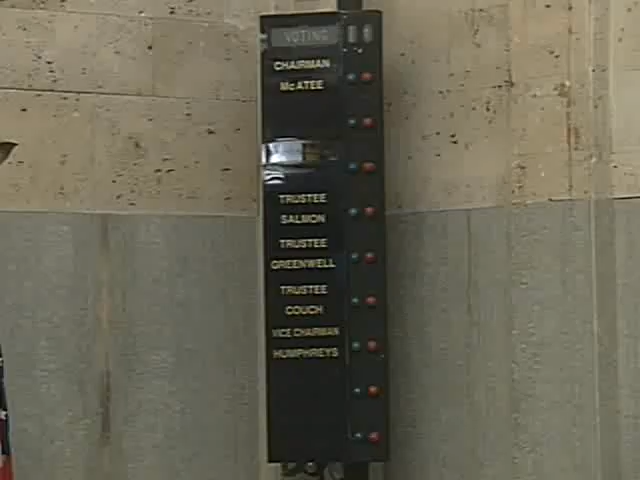 VOTING
CHAIRMAN
McATEE
TRUSTEE
SALMON
TRUSTEE
GREENWELL
TRUSTEE
COUCH
VICE CHAIRMAN
HUMPHREYS